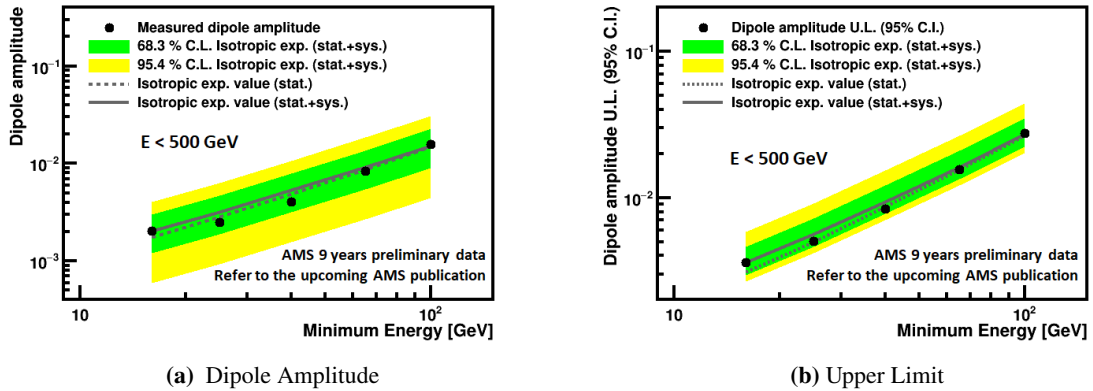 Measured dipole amplitude
68.3 % C.L. Isotropic exp. (stat.+sys.)
95.4 % C.L. Isotropic exp. (stat.+sys.)
Isotropic exp. value (stat.)
Isotropic exp. value (stat.+sys.)
Dipole amplitude
10⁻¹
10⁻²
10⁻³
E < 500 GeV
AMS 9 years preliminary data
Refer to the upcoming AMS publication
10
10²
Minimum Energy [GeV]
(a) Dipole Amplitude
Dipole amplitude U.L. (95% C.I.)
68.3 % C.L. Isotropic exp. (stat.+sys.)
95.4 % C.L. Isotropic exp. (stat.+sys.)
Isotropic exp. value (stat.)
Isotropic exp. value (stat.+sys.)
Dipole amplitude U.L. (95% C.I.)
10⁻¹
10⁻²
E < 500 GeV
AMS 9 years preliminary data
Refer to the upcoming AMS publication
10
10²
Minimum Energy [GeV]
(b) Upper Limit